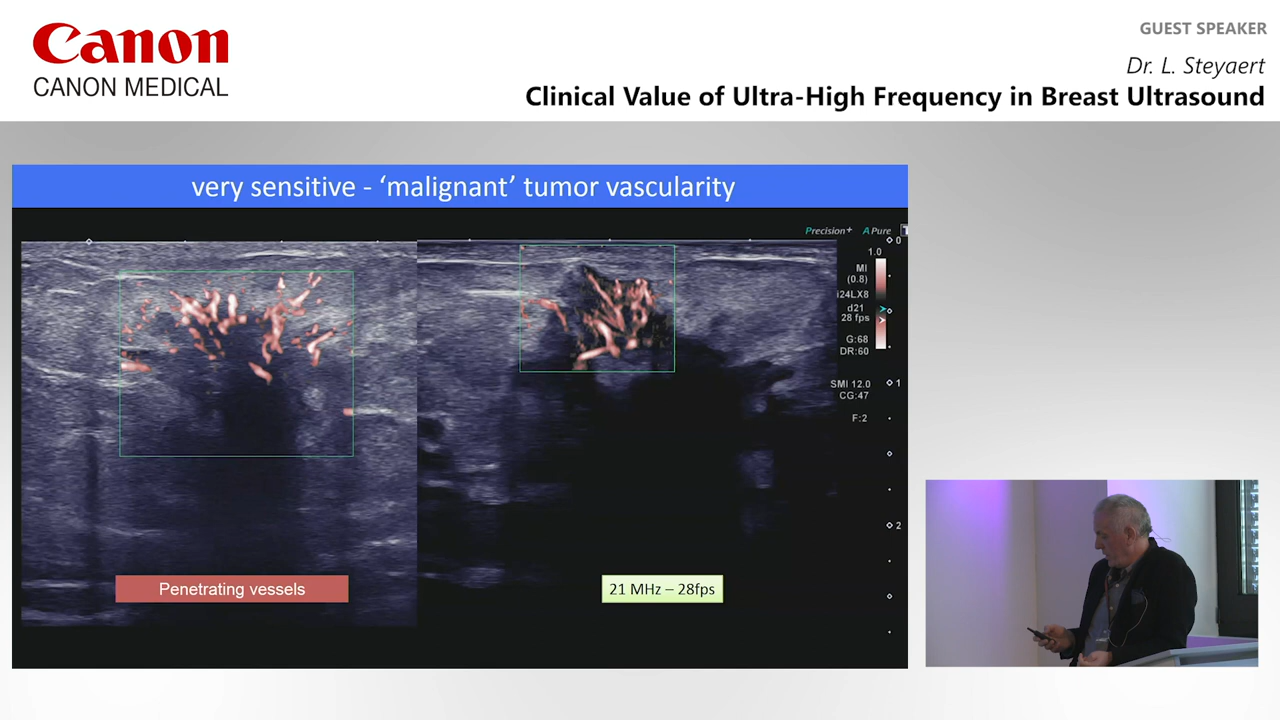 Canon
CANON MEDICAL
GUEST SPEAKER
Dr. L. Steyaert
Clinical Value of Ultra-High Frequency in Breast Ultrasound
very sensitive - ‘malignant’ tumor vascularity
Precision+ A Pure
0
1.0
MI
(0.8)
i24LX8
d21
28 fps
G:68
DR:60
SMI 12.0
CG:47
1
F:2
2
Penetrating vessels
21 MHz – 28fps